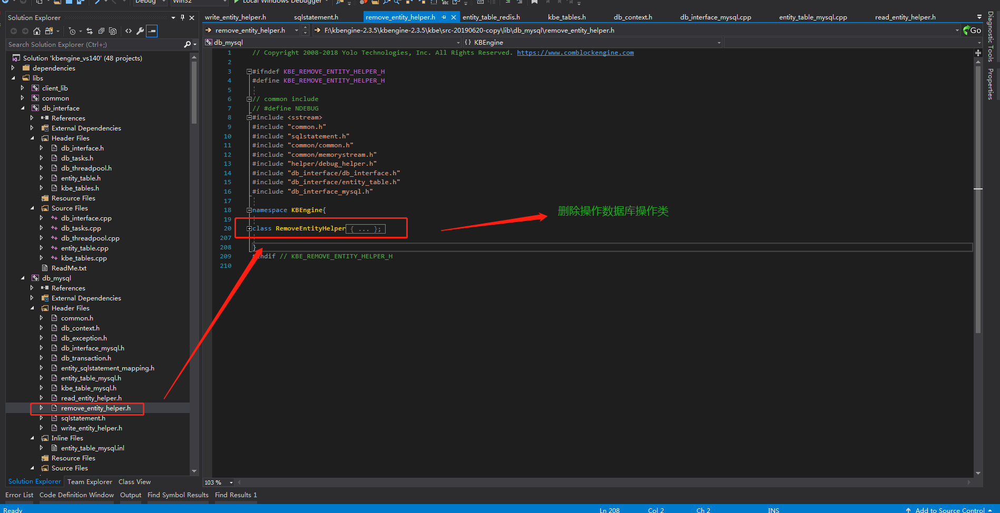 Debug
Win32
Local Windows Debugger
Solution Explorer
Search Solution Explorer (Ctrl+;)
Solution 'kbengine_vs140' (48 projects)
dependencies
libs
client_lib
common
db_interface
References
External Dependencies
Header Files
db_interface.h
db_tasks.h
db_threadpool.h
entity_table.h
kbe_tables.h
Resource Files
Source Files
db_interface.cpp
db_tasks.cpp
db_threadpool.cpp
entity_table.cpp
kbe_tables.cpp
ReadMe.txt
db_mysql
References
External Dependencies
Header Files
common.h
db_context.h
db_exception.h
db_interface_mysql.h
db_transaction.h
entity_sqlstatement_mapping.h
entity_table_mysql.h
kbe_table_mysql.h
read_entity_helper.h
remove_entity_helper.h
sqlstatement.h
write_entity_helper.h
Inline Files
entity_table_mysql.inl
Resource Files
Source Files
Solution Explorer Team Explorer Class View
write_entity_helper.h sqlstatement.h remove_entity_helper.h entity_table_redis.h kbe_tables.h db_context.h db_interface_mysql.cpp entity_table_mysql.cpp read_entity_helper.h
remove_entity_helper.h F:\kbengine-2.3.5\kbengine-2.3.5\kbe\src-20190620-copy\lib\db_mysql\remove_entity_helper.h Go
db_mysql {} KBEngine
1 // Copyright 2008-2018 Yolo Technologies, Inc. All Rights Reserved. https://www.comblockengine.com
2
3 #ifndef KBE_REMOVE_ENTITY_HELPER_H
4 #define KBE_REMOVE_ENTITY_HELPER_H
5
6 // common include
7 // #define NDEBUG
8 #include <sstream>
9 #include "common.h"
10 #include "sqlstatement.h"
11 #include "common/common.h"
12 #include "common/memorystream.h"
13 #include "helper/debug_helper.h"
14 #include "db_interface/db_interface.h"
15 #include "db_interface/entity_table.h"
16 #include "db_interface_mysql.h"
17
18 namespace KBEngine{
19
20 class RemoveEntityHelper { ... };
207
208 }
209 #endif // KBE_REMOVE_ENTITY_HELPER_H
210
删除操作数据库操作类
103 %
Diagnostic Tools
Properties
Error List Code Definition Window Output Find Symbol Results Find Results 1
Ready Ln 208 Col 2 Ch 2 INS Add to Source Control